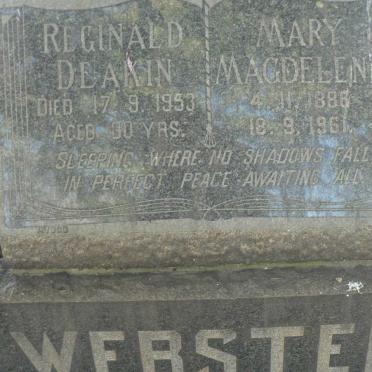 REGINALD MARY
DEAKIN MAGDELEN
DIED 17. 9. 1953 4. 11. 1886
AGED 90 YRS. 18. 9. 1961.
SLEEPING WHERE NO SHADOWS FALL
IN PERFECT PEACE AWAITING ALL
WEBSTE